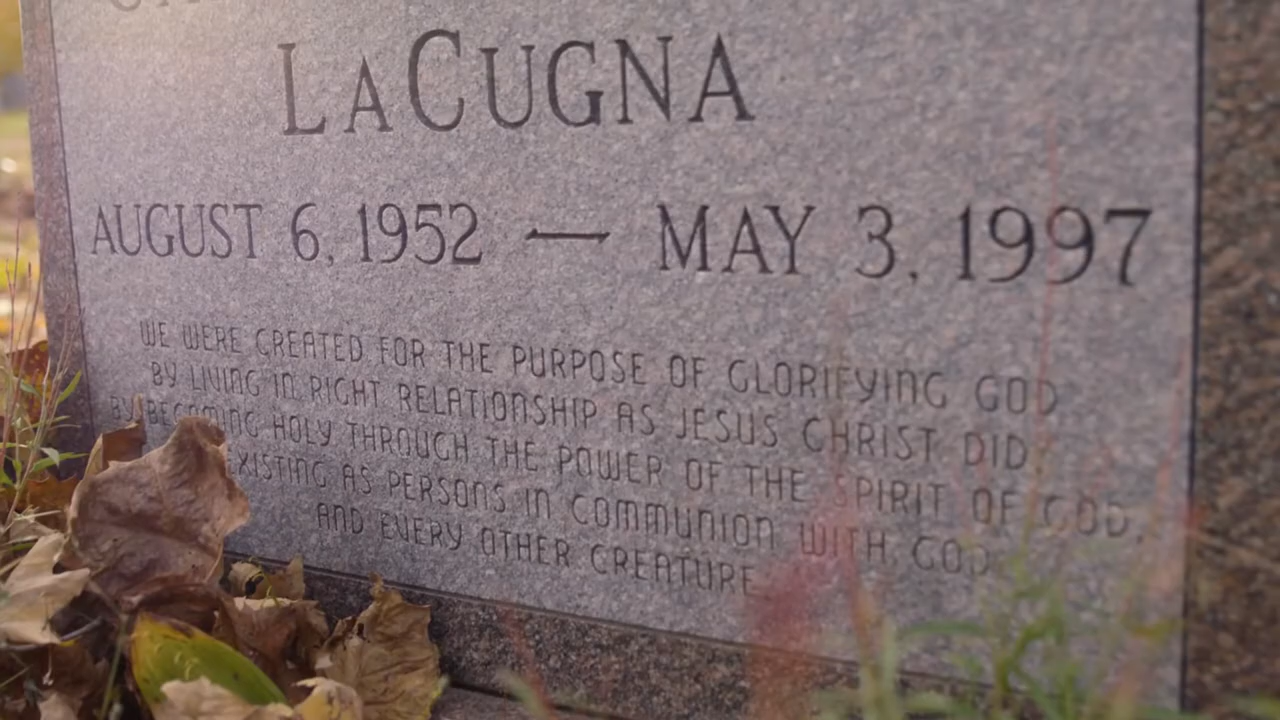 LaCugna
AUGUST 6, 1952 — MAY 3, 1997
WE WERE CREATED FOR THE PURPOSE OF GLORIFYING GOD
BY LIVING IN RIGHT RELATIONSHIP AS JESUS CHRIST DID
BY BECOMING HOLY THROUGH THE POWER OF THE SPIRIT OF GOD,
EXISTING AS PERSONS IN COMMUNION WITH GOD
AND EVERY OTHER CREATURE